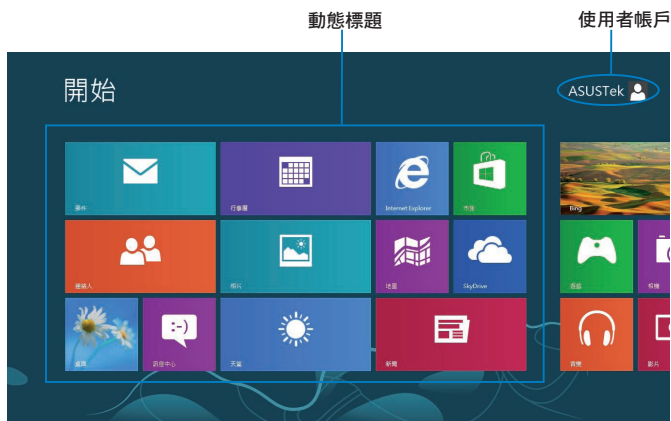 動態標題
使用者帳戶
開始
ASUSTek
郵件
行事曆
Internet Explorer
市集
Bing
連絡人
相片
地圖
SkyDrive
遊戲
相機
桌面
訊息中心
天氣
新聞
音樂
影片